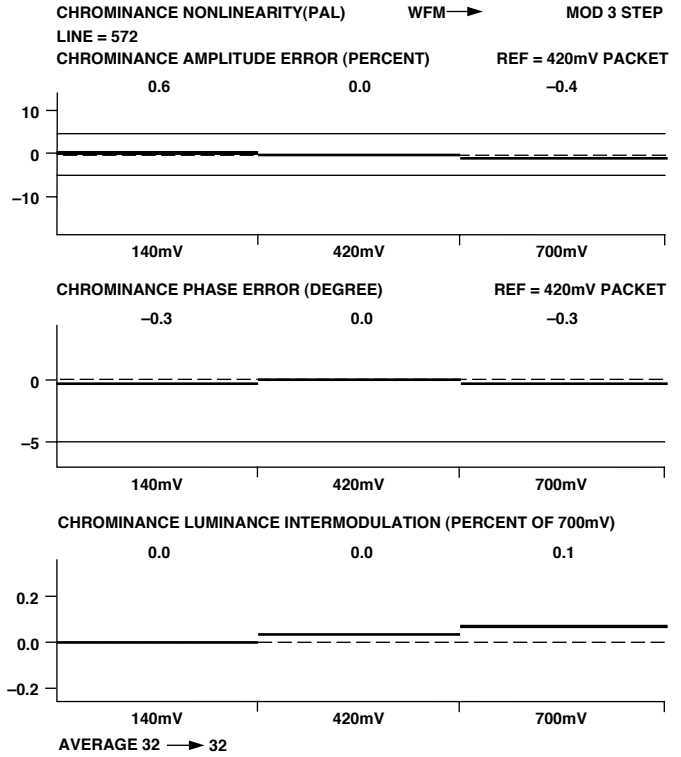 CHROMINANCE NONLINEARITY(PAL) WFM MOD 3 STEP
LINE = 572
CHROMINANCE AMPLITUDE ERROR (PERCENT) REF = 420mV PACKET
0.6 0.0 –0.4
10
0
–10
140mV 420mV 700mV
CHROMINANCE PHASE ERROR (DEGREE) REF = 420mV PACKET
–0.3 0.0 –0.3
0
–5
140mV 420mV 700mV
CHROMINANCE LUMINANCE INTERMODULATION (PERCENT OF 700mV)
0.0 0.0 0.1
0.2
0.0
–0.2
140mV 420mV 700mV
AVERAGE 32 32